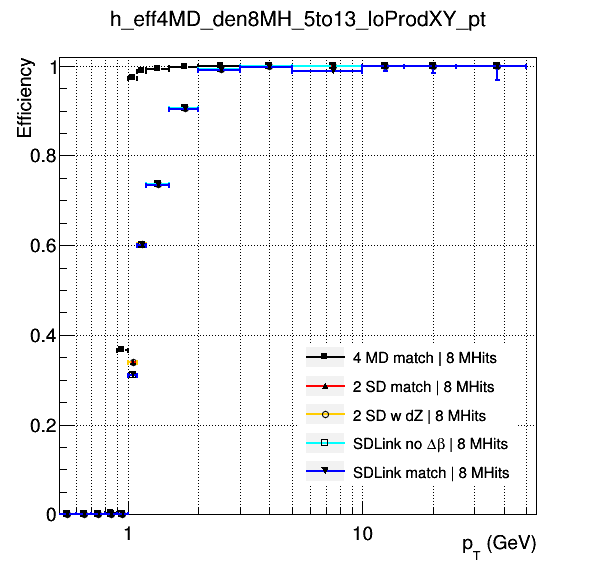 h_eff4MD_den8MH_5to13_loProdXY_pt
Efficiency
1
0.8
0.6
0.4
0.2
0
4 MD match | 8 MHits
2 SD match | 8 MHits
2 SD w dZ | 8 MHits
SDLink no Δβ | 8 MHits
SDLink match | 8 MHits
1
10
p_T (GeV)